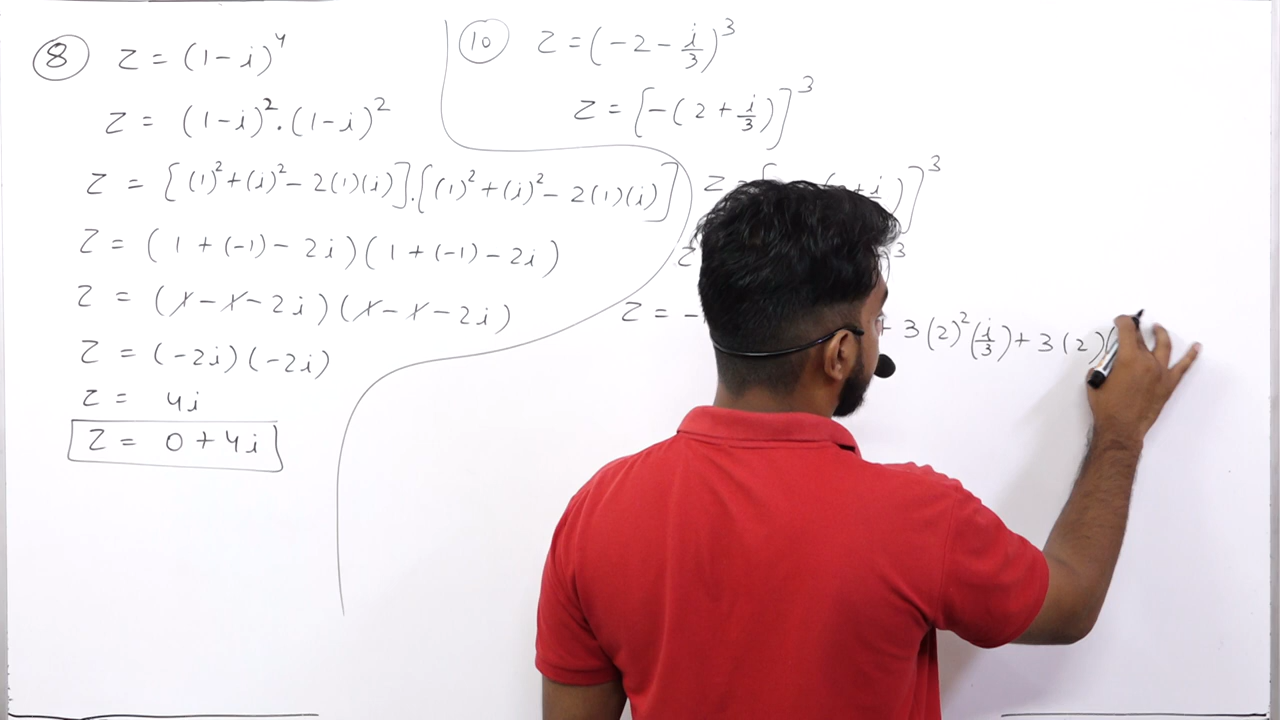 ⑧ z = (1-i)⁴
z = (1-i)².(1-i)²
z = [(1)²+(i)²-2(1)(i)].[(1)²+(i)²-2(1)(i)]
z = (1+(-1)-2i)(1+(-1)-2i)
z = (1-1-2i)(1-1-2i)
z = (-2i)(-2i)
z = 4i
z = 0+4i
⑩ z = (-2-i/3)³
z = [-(2+i/3)]³
z = [ +i )]³
z ³
z = - + 3(2)²(i/3)+3(2)(